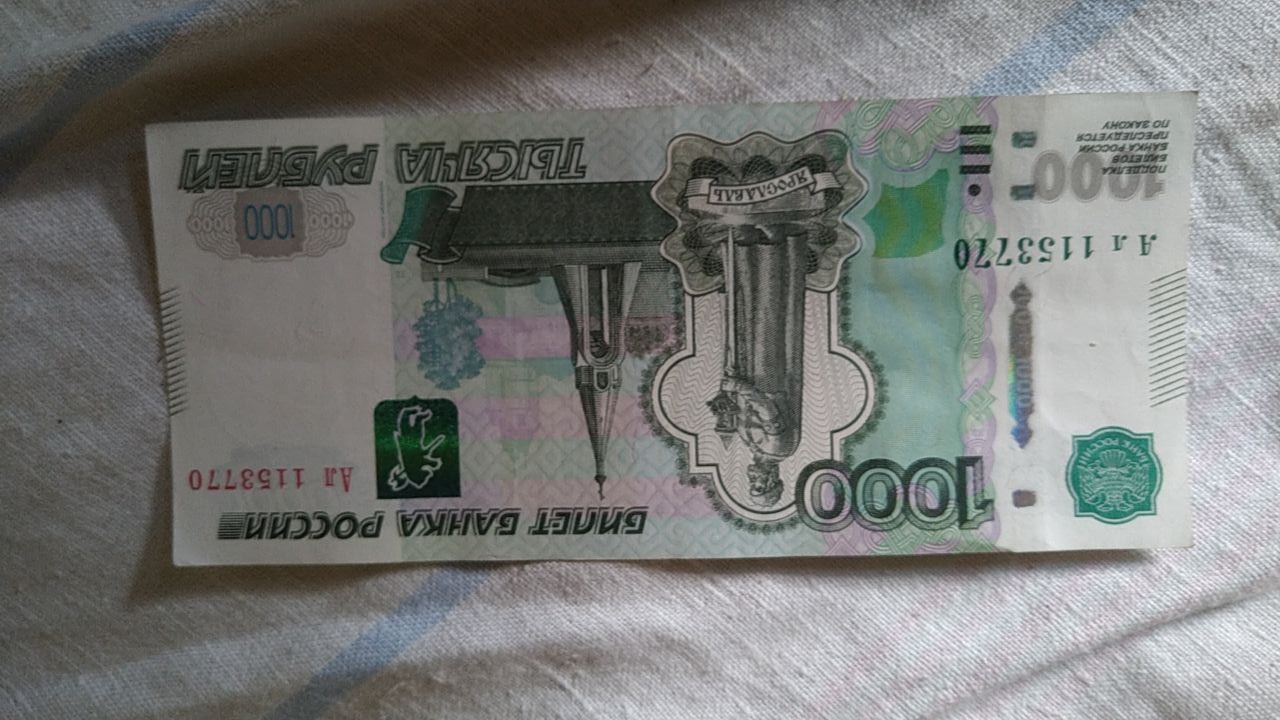 БИЛЕТ БАНКА РОССИИ
1000
Ал 1153770
БАНК РОССИИ
1000
Ал 1153770
ЯРОСЛАВЛЬ
1000
ТЫСЯЧА РУБЛЕЙ
1000
ПОДДЕЛКА
БИЛЕТОВ
БАНКА РОССИИ
ПРЕСЛЕДУЕТСЯ
ПО ЗАКОНУ